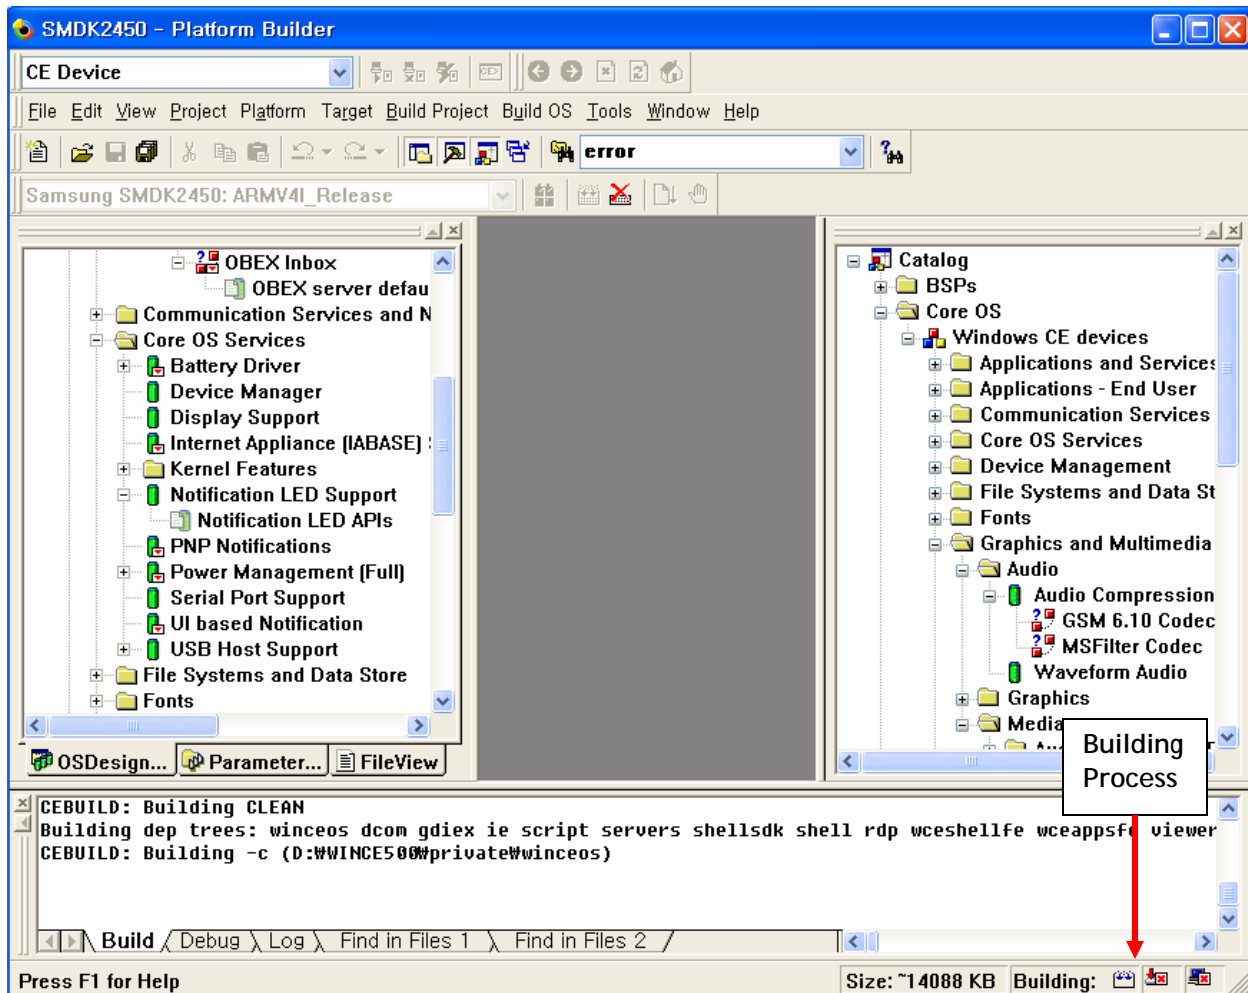 SMDK2450 - Platform Builder
CE Device
File Edit View Project Platform Target Build Project Build OS Tools Window Help
error
Samsung SMDK2450: ARMV4I_Release
OBEX Inbox
OBEX server defau
Communication Services and N
Core OS Services
Battery Driver
Device Manager
Display Support
Internet Appliance (IABASE)
Kernel Features
Notification LED Support
Notification LED APIs
PNP Notifications
Power Management (Full)
Serial Port Support
UI based Notification
USB Host Support
File Systems and Data Store
Fonts
OSDesign... Parameter... FileView
Catalog
BSPs
Core OS
Windows CE devices
Applications and Services
Applications - End User
Communication Services
Core OS Services
Device Management
File Systems and Data St
Fonts
Graphics and Multimedia
Audio
Audio Compression
GSM 6.10 Codec
MSFilter Codec
Waveform Audio
Graphics
Media
Building
Process
CEBUILD: Building CLEAN
Building dep trees: winceos dcom gdiex ie script servers shellsdk shell rdp wceshellfe wceappsfe viewer
CEBUILD: Building -c (D:₩WINCE500₩private₩winceos)
Build Debug Log Find in Files 1 Find in Files 2
Press F1 for Help
Size: ~14088 KB Building: